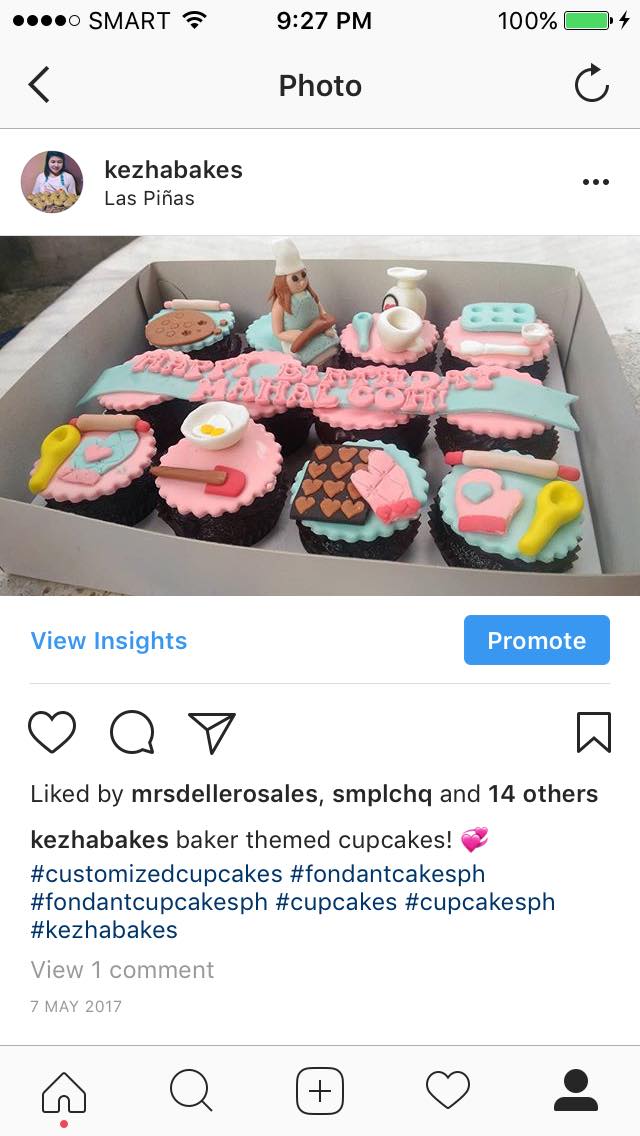 SMART 9:27 PM 100%
Photo
kezhabakes
Las Piñas
HAPPY BIRTHDAY
MAHAL GOH!
View Insights Promote
Liked by mrsdellerosales, smplchq and 14 others
kezhabakes baker themed cupcakes! 💞
#customizedcupcakes #fondantcakesph
#fondantcupcakesph #cupcakes #cupcakesph
#kezhabakes
View 1 comment
7 MAY 2017